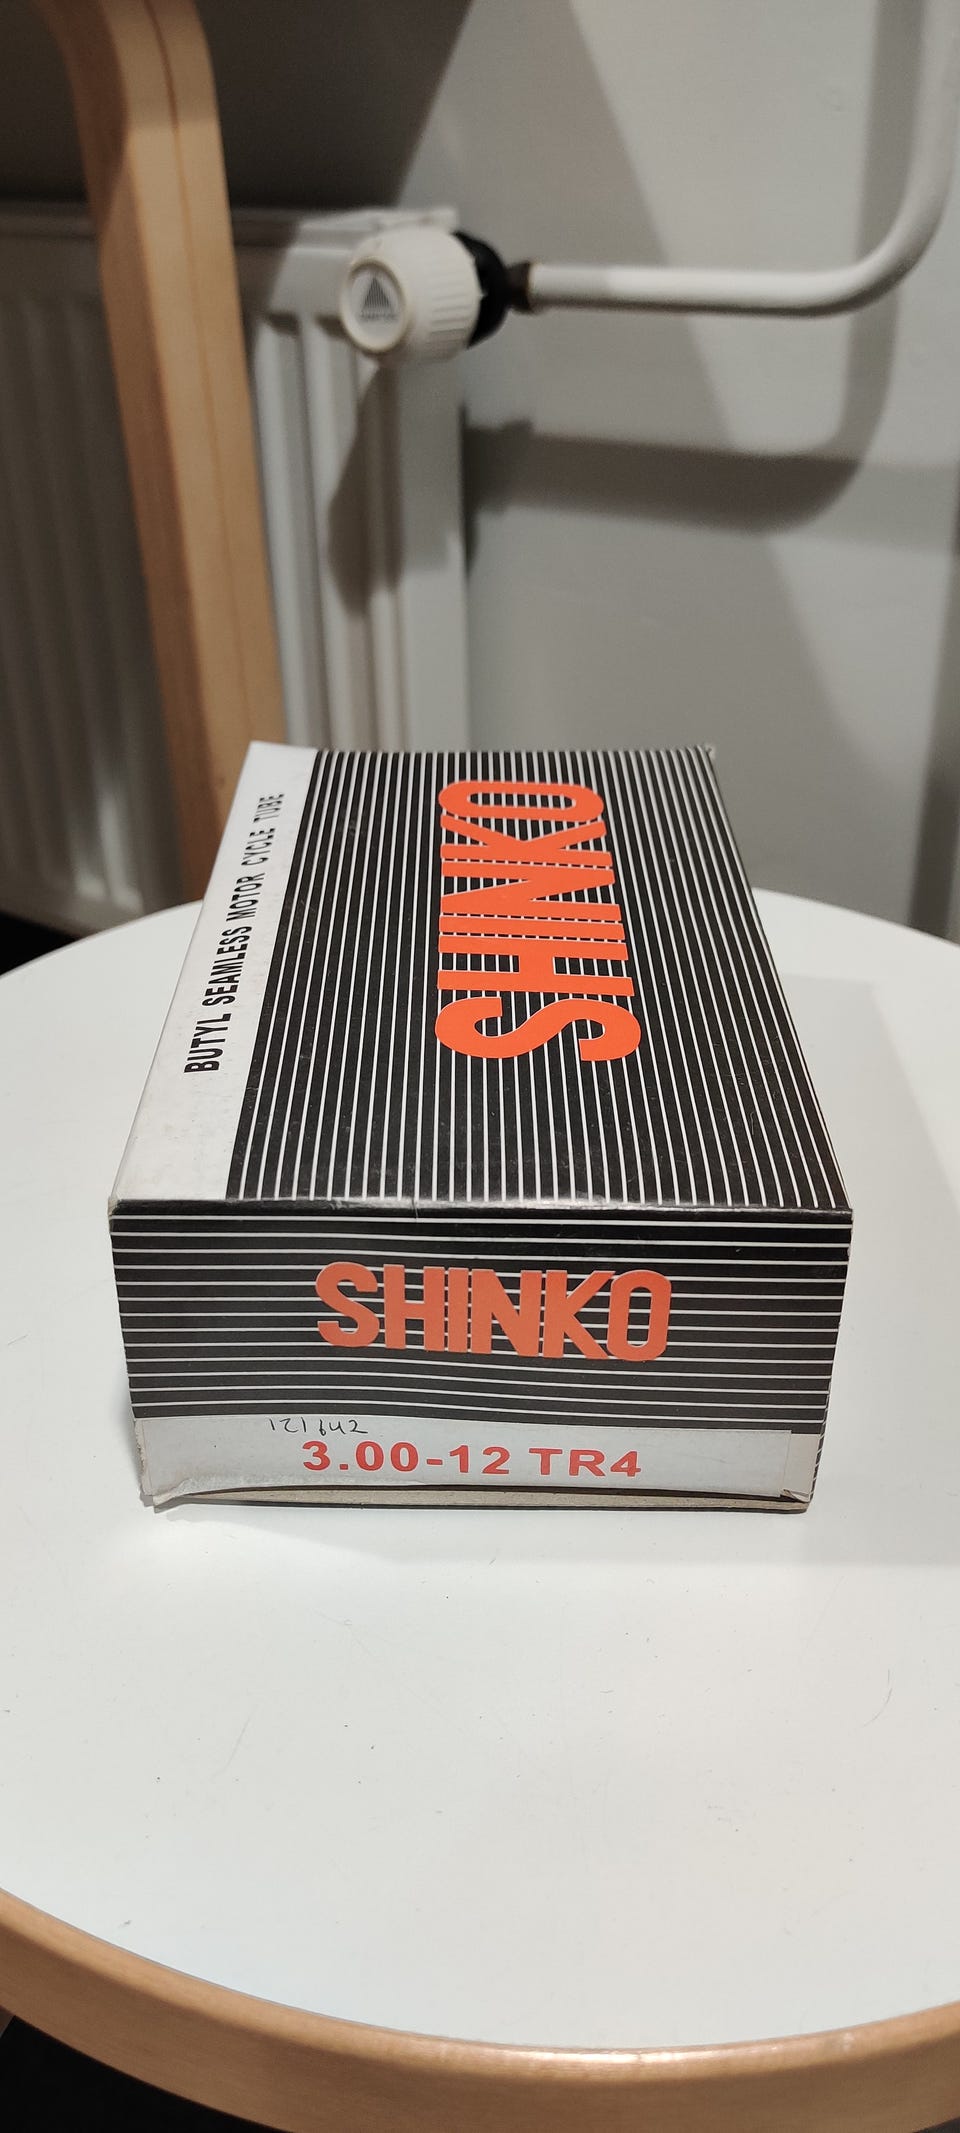 BUTYL SEAMLESS MOTOR CYCLE TUBE
SHINKO
SHINKO
121642
3.00-12 TR4